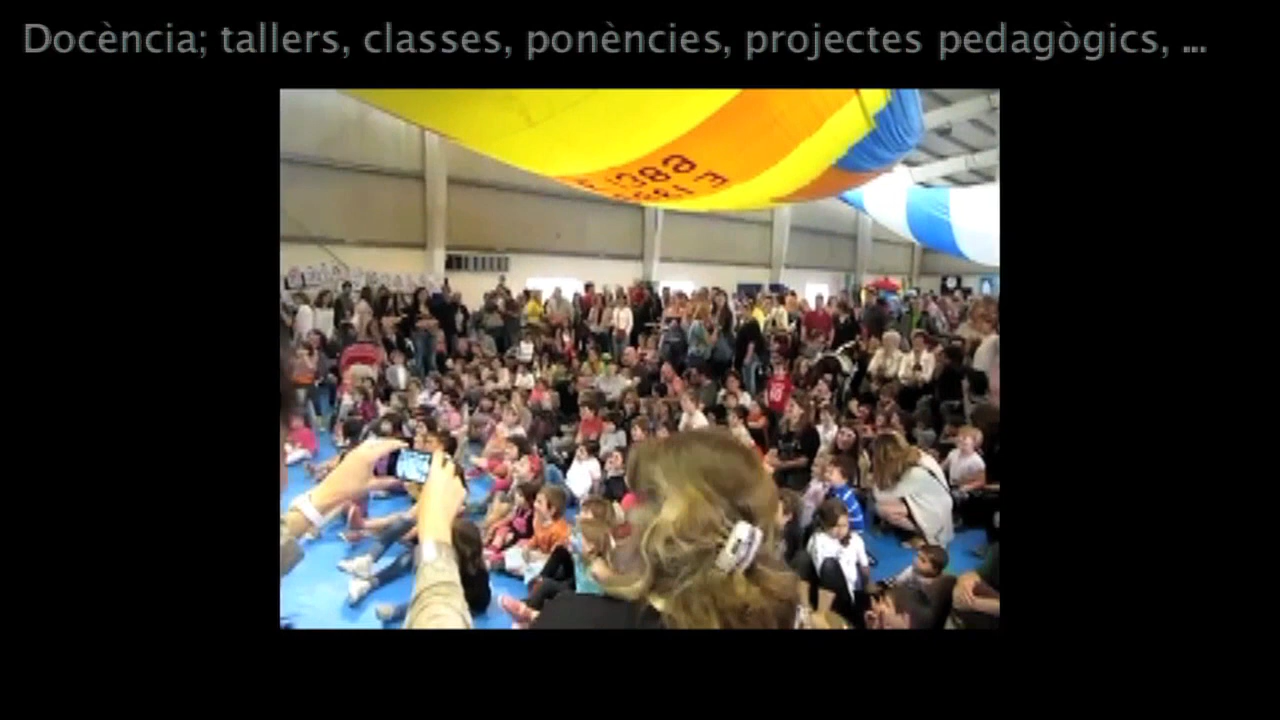 Docència; tallers, classes, ponències, projectes pedagògics, ...